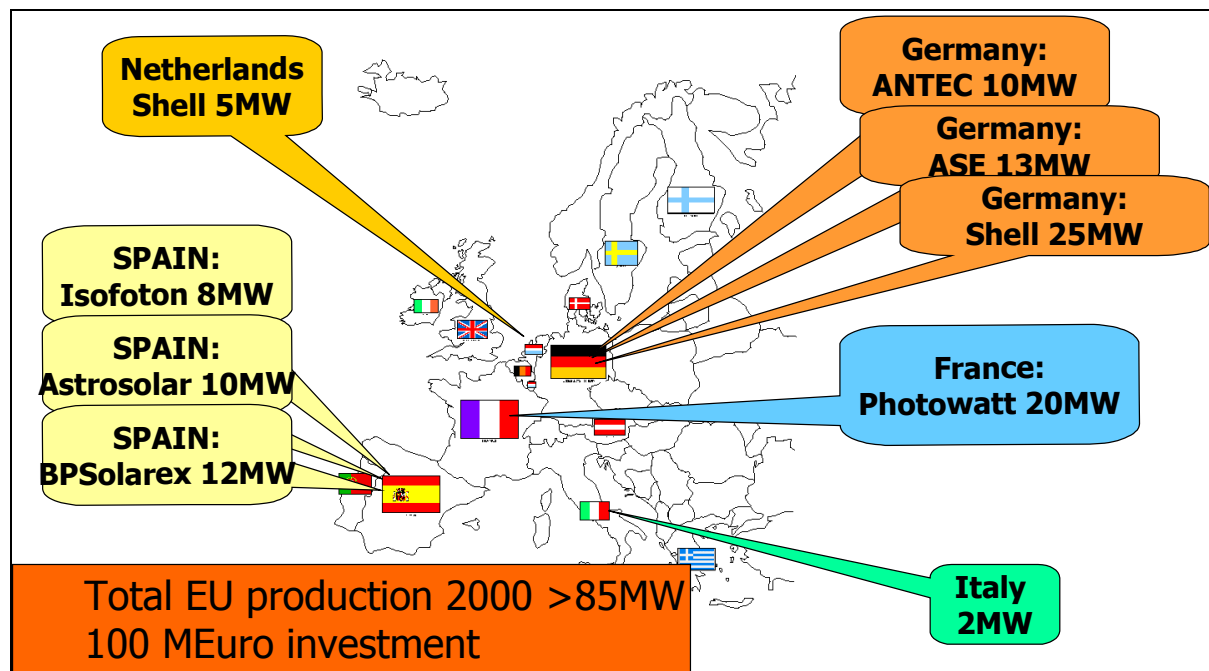 Netherlands
Shell 5MW
Germany:
ANTEC 10MW
Germany:
ASE 13MW
Germany:
Shell 25MW
SPAIN:
Isofoton 8MW
SPAIN:
Astrosolar 10MW
SPAIN:
BPSolarex 12MW
France:
Photowatt 20MW
Italy
2MW
Total EU production 2000 >85MW
100 MEuro investment